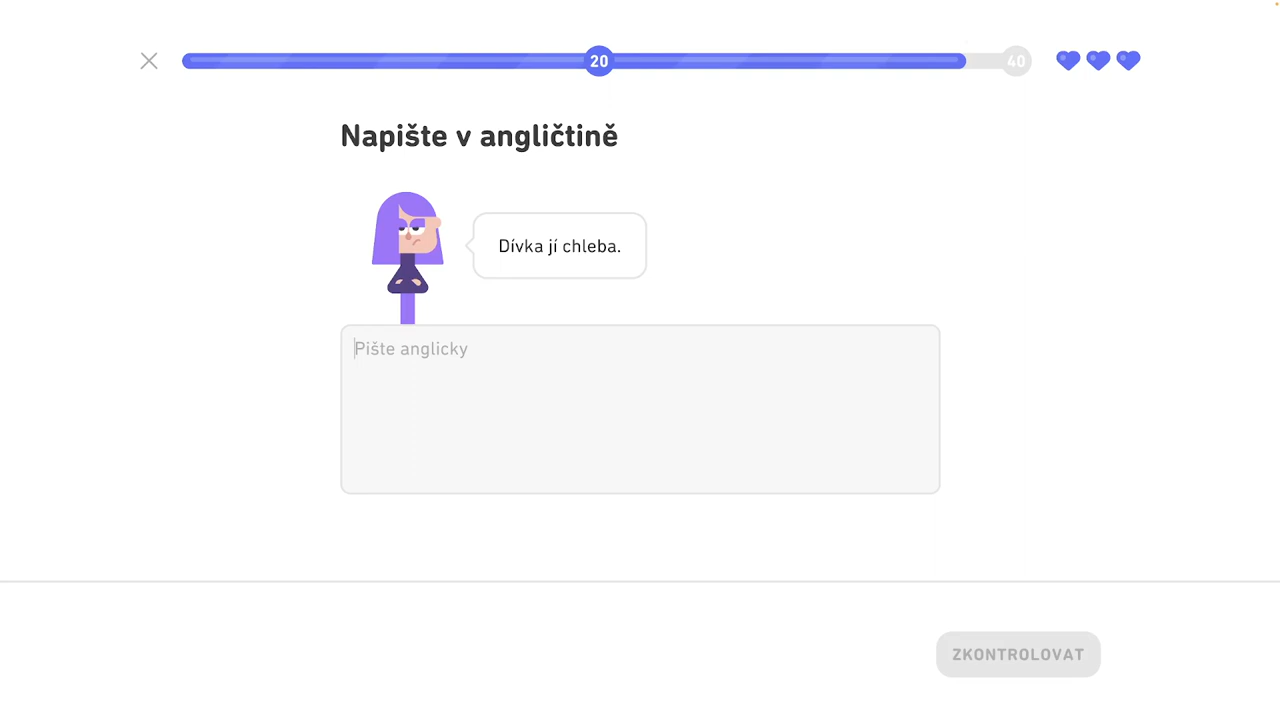 20
40
Napište v angličtině
Dívka jí chleba.
Pište anglicky
ZKONTROLOVAT